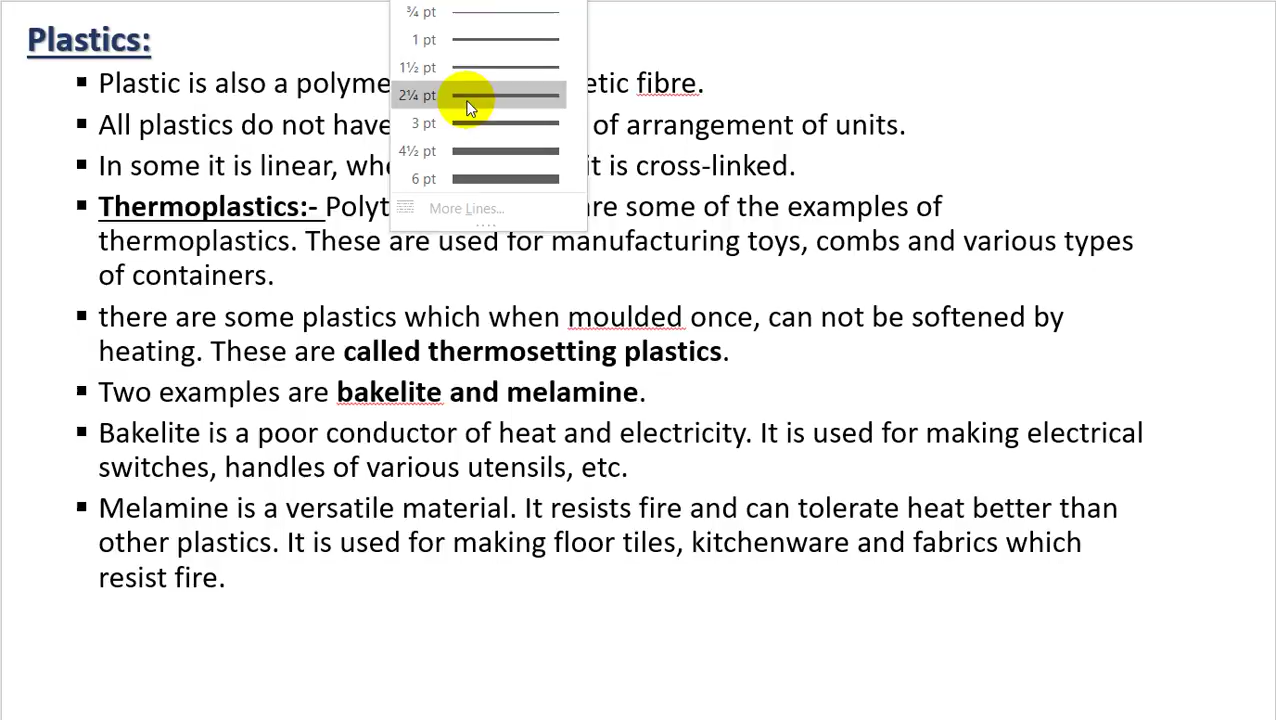 Plastics:
¾ pt
1 pt
1½ pt
2¼ pt
3 pt
4½ pt
6 pt
More Lines...
▪ Plastic is also a polyme etic fibre.
▪ All plastics do not have of arrangement of units.
▪ In some it is linear, whe it is cross-linked.
▪ Thermoplastics:- Polyt are some of the examples of
thermoplastics. These are used for manufacturing toys, combs and various types
of containers.
▪ there are some plastics which when moulded once, can not be softened by
heating. These are called thermosetting plastics.
▪ Two examples are bakelite and melamine.
▪ Bakelite is a poor conductor of heat and electricity. It is used for making electrical
switches, handles of various utensils, etc.
▪ Melamine is a versatile material. It resists fire and can tolerate heat better than
other plastics. It is used for making floor tiles, kitchenware and fabrics which
resist fire.